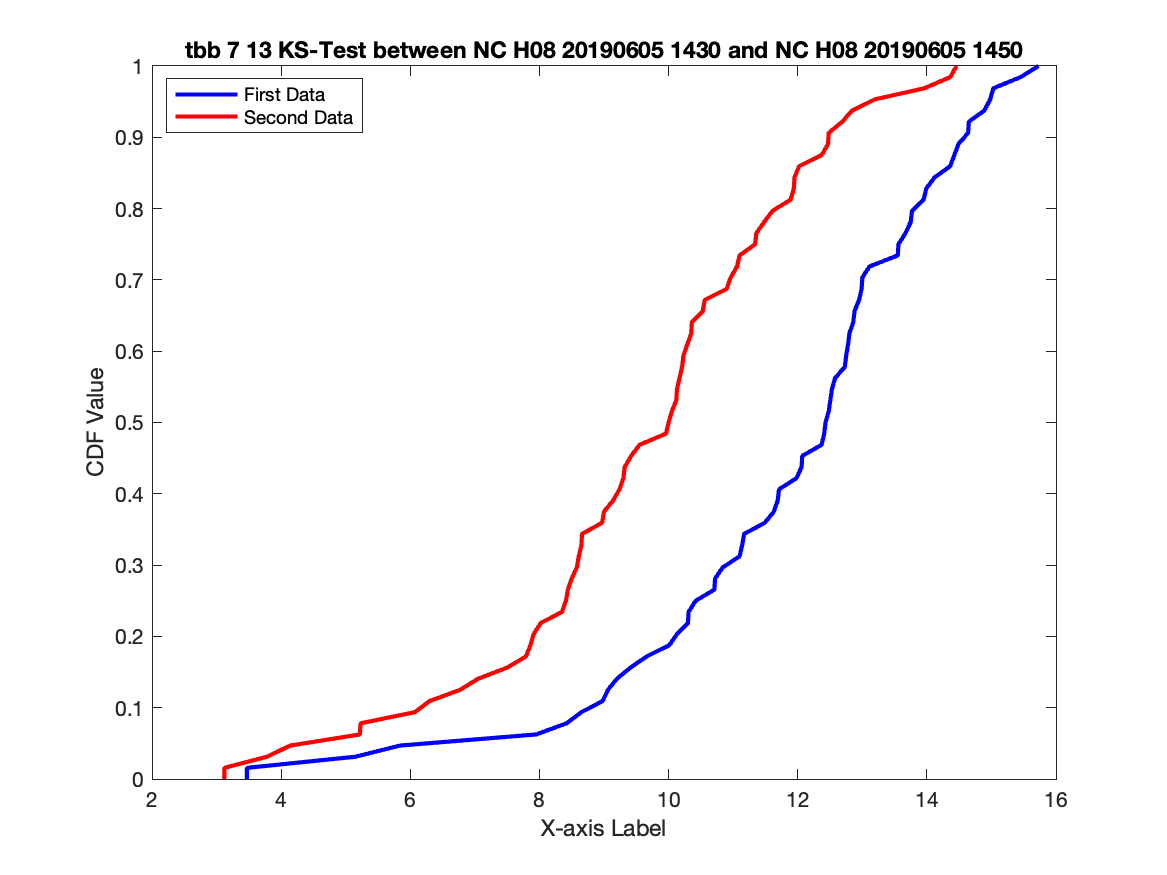 tbb 7 13 KS-Test between NC H08 20190605 1430 and NC H08 20190605 1450
First Data
Second Data
1
0.9
0.8
0.7
0.6
0.5
0.4
0.3
0.2
0.1
0
CDF Value
2 4 6 8 10 12 14 16
X-axis Label